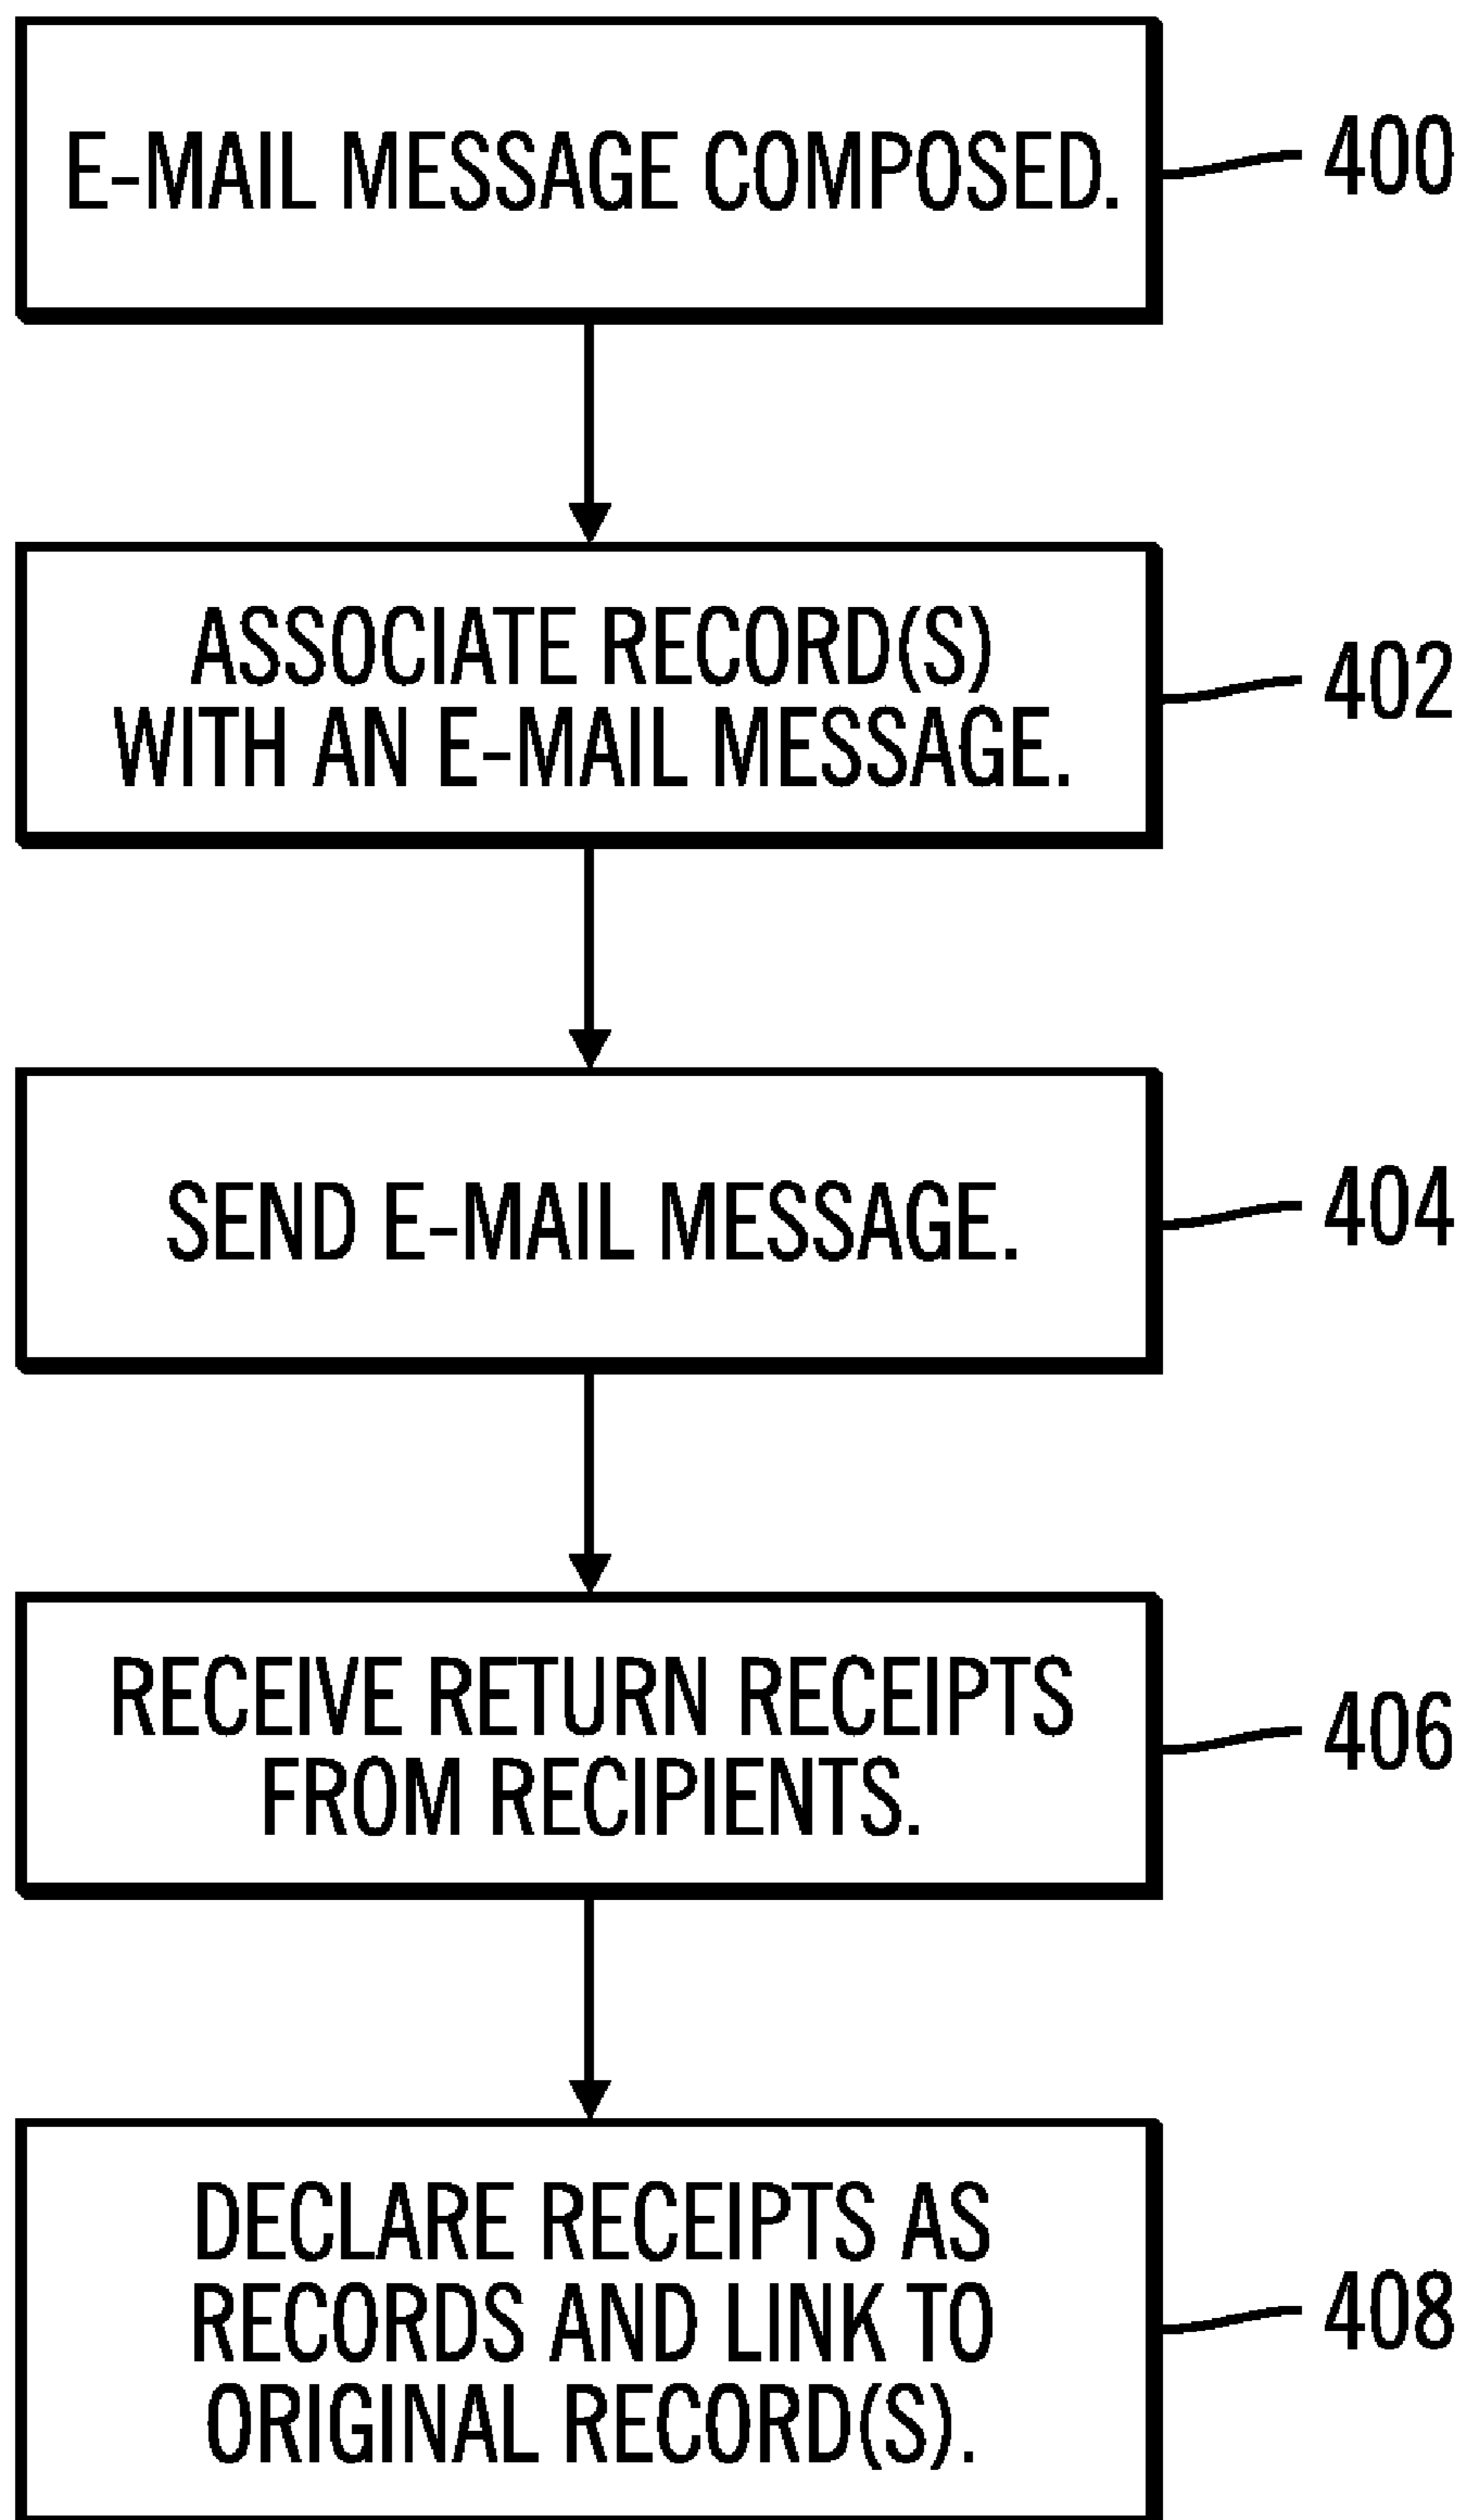 E-MAIL MESSAGE COMPOSED.
400
ASSOCIATE RECORD(S)
WITH AN E-MAIL MESSAGE.
402
SEND E-MAIL MESSAGE.
404
RECEIVE RETURN RECEIPTS
FROM RECIPIENTS.
406
DECLARE RECEIPTS AS
RECORDS AND LINK TO
ORIGINAL RECORD(S).
408